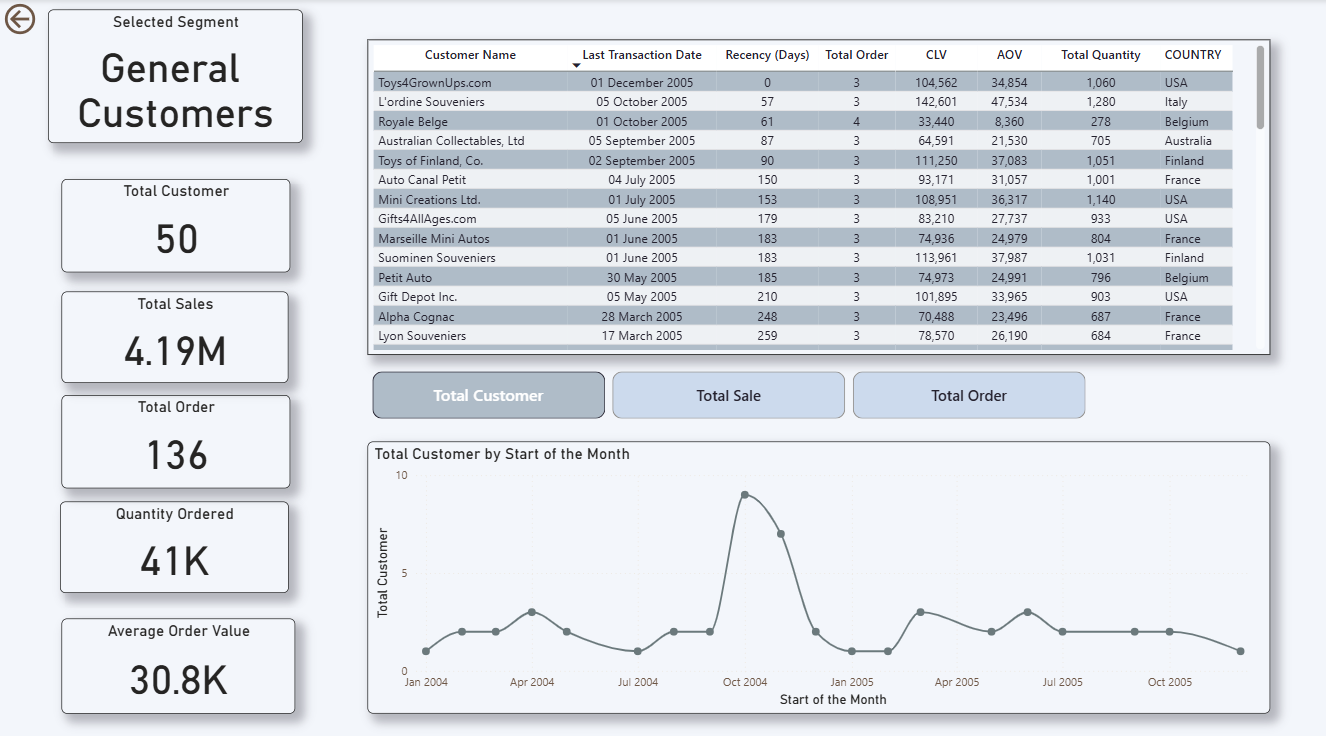 Selected Segment
General
Customers
Total Customer
50
Total Sales
4.19M
Total Order
136
Quantity Ordered
41K
Average Order Value
30.8K
Customer Name Last Transaction Date Recency (Days) Total Order CLV AOV Total Quantity COUNTRY
Toys4GrownUps.com 01 December 2005 0 3 104,562 34,854 1,060 USA
L'ordine Souveniers 05 October 2005 57 3 142,601 47,534 1,280 Italy
Royale Belge 01 October 2005 61 4 33,440 8,360 278 Belgium
Australian Collectables, Ltd 05 September 2005 87 3 64,591 21,530 705 Australia
Toys of Finland, Co. 02 September 2005 90 3 111,250 37,083 1,051 Finland
Auto Canal Petit 04 July 2005 150 3 93,171 31,057 1,001 France
Mini Creations Ltd. 01 July 2005 153 3 108,951 36,317 1,140 USA
Gifts4AllAges.com 05 June 2005 179 3 83,210 27,737 933 USA
Marseille Mini Autos 01 June 2005 183 3 74,936 24,979 804 France
Suominen Souveniers 01 June 2005 183 3 113,961 37,987 1,031 Finland
Petit Auto 30 May 2005 185 3 74,973 24,991 796 Belgium
Gift Depot Inc. 05 May 2005 210 3 101,895 33,965 903 USA
Alpha Cognac 28 March 2005 248 3 70,488 23,496 687 France
Lyon Souveniers 17 March 2005 259 3 78,570 26,190 684 France
Total Customer Total Sale Total Order
Total Customer by Start of the Month
Total Customer
10
5
0
Jan 2004 Apr 2004 Jul 2004 Oct 2004 Jan 2005 Apr 2005 Jul 2005 Oct 2005
Start of the Month